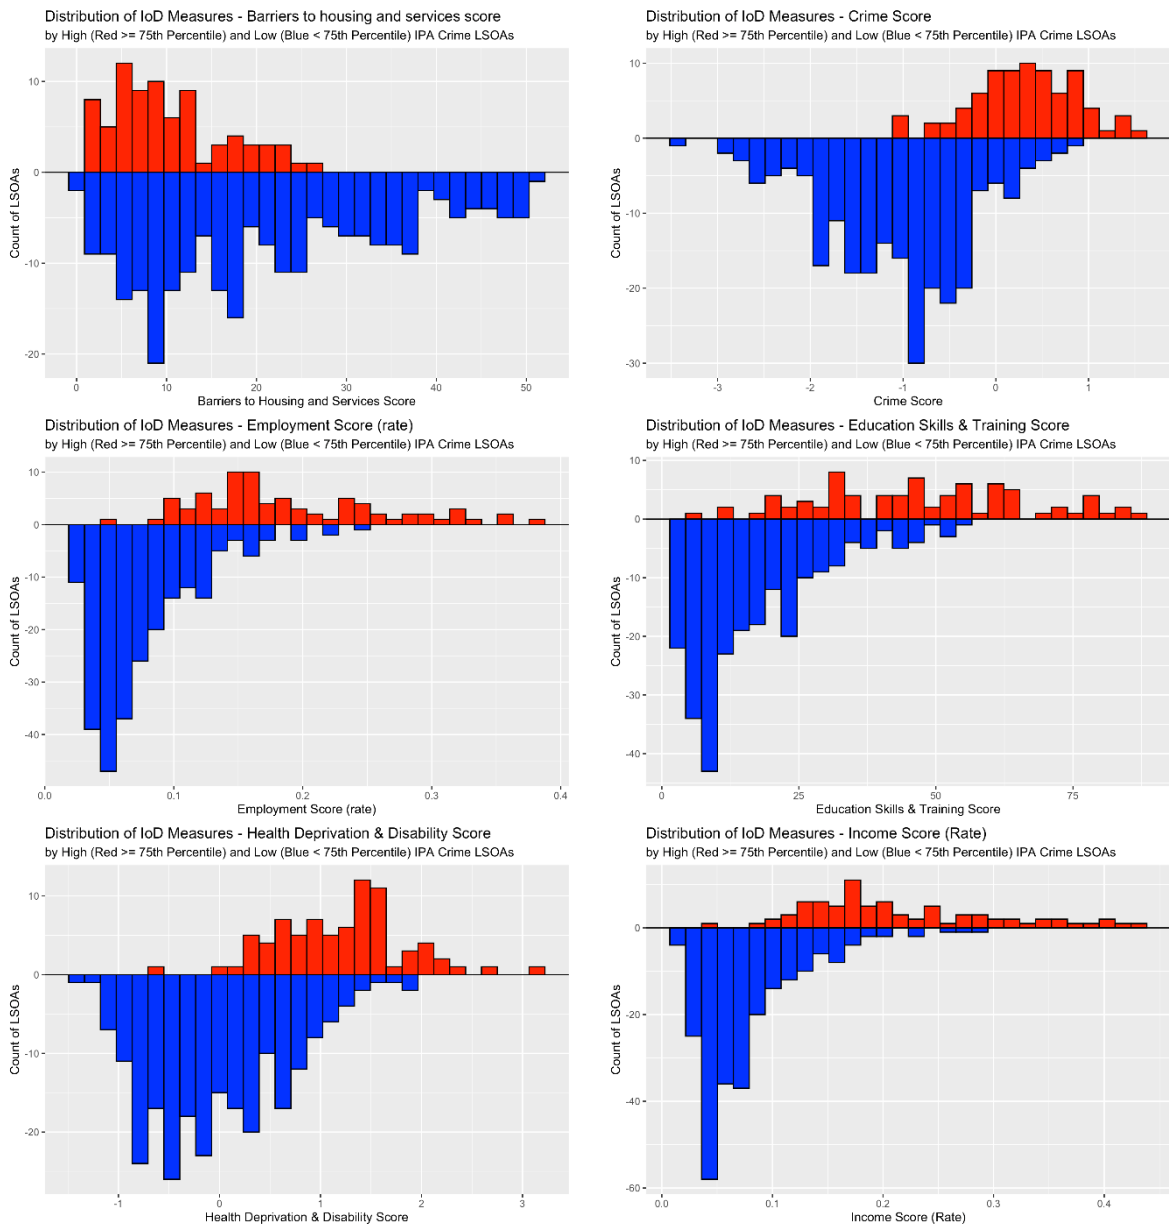 Distribution of IoD Measures - Barriers to housing and services score
by High (Red >= 75th Percentile) and Low (Blue < 75th Percentile) IPA Crime LSOAs
10
0
-10
-20
Count of LSOAs
0 10 20 30 40 50
Barriers to Housing and Services Score
Distribution of IoD Measures - Crime Score
by High (Red >= 75th Percentile) and Low (Blue < 75th Percentile) IPA Crime LSOAs
10
0
-10
-20
-30
Count of LSOAs
-3 -2 -1 0 1
Crime Score
Distribution of IoD Measures - Employment Score (rate)
by High (Red >= 75th Percentile) and Low (Blue < 75th Percentile) IPA Crime LSOAs
10
0
-10
-20
-30
-40
Count of LSOAs
0.0 0.1 0.2 0.3 0.4
Employment Score (rate)
Distribution of IoD Measures - Education Skills & Training Score
by High (Red >= 75th Percentile) and Low (Blue < 75th Percentile) IPA Crime LSOAs
10
0
-10
-20
-30
-40
Count of LSOAs
0 25 50 75
Education Skills & Training Score
Distribution of IoD Measures - Health Deprivation & Disability Score
by High (Red >= 75th Percentile) and Low (Blue < 75th Percentile) IPA Crime LSOAs
10
0
-10
-20
Count of LSOAs
-1 0 1 2 3
Health Deprivation & Disability Score
Distribution of IoD Measures - Income Score (Rate)
by High (Red >= 75th Percentile) and Low (Blue < 75th Percentile) IPA Crime LSOAs
0
-20
-40
-60
Count of LSOAs
0.0 0.1 0.2 0.3 0.4
Income Score (Rate)